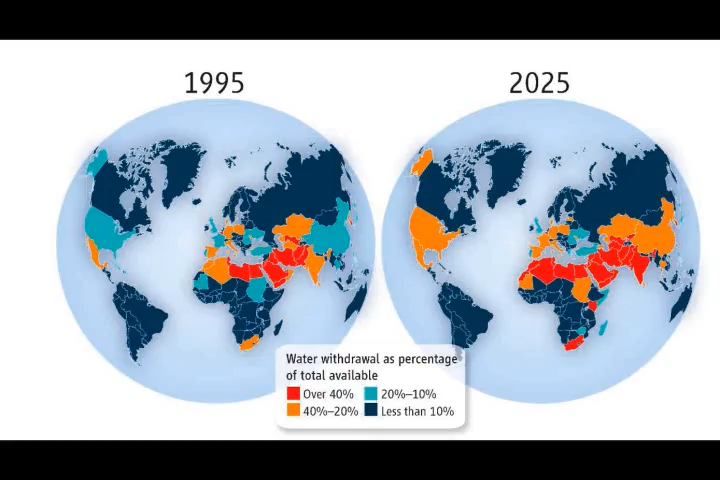 1995
2025
Water withdrawal as percentage
of total available
Over 40%
20%–10%
40%–20%
Less than 10%